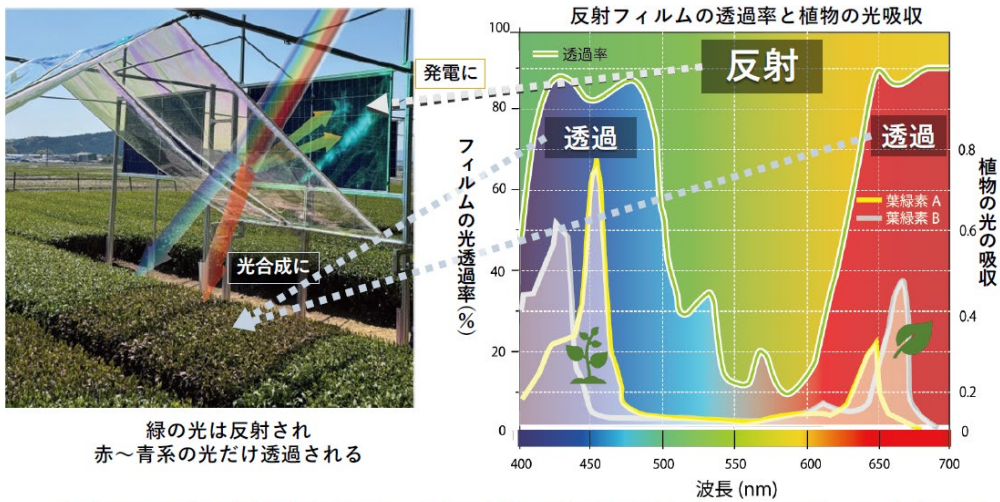 反射フィルムの透過率と植物の光吸収
発電に
光合成に
緑の光は反射され
赤〜青系の光だけ透過される
透過率
反射
透過
透過
葉緑素 A
葉緑素 B
フィルムの光透過率(%)
100
80
60
40
20
0
植物の光の吸収
0.8
0.6
0.4
0.2
0
400
450
500
550
600
650
700
波長 (nm)